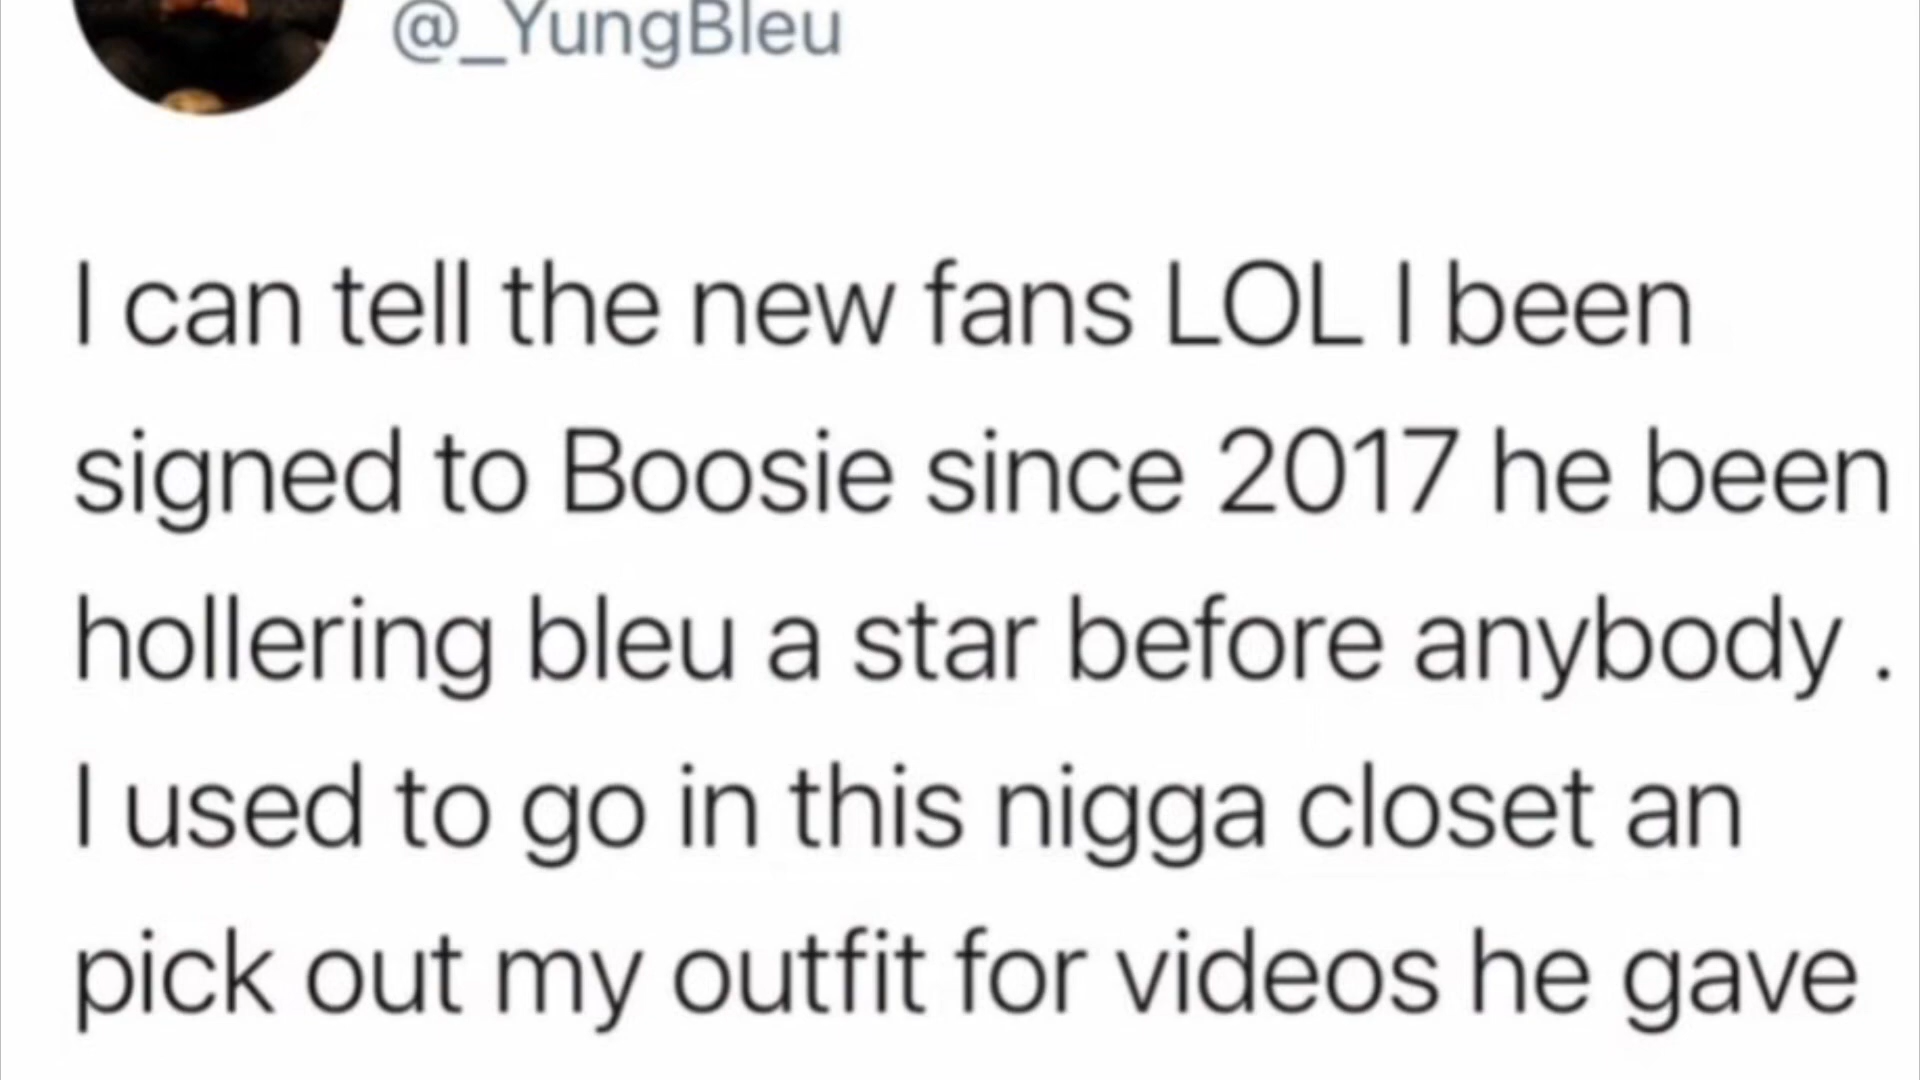 @_YungBleu
I can tell the new fans LOL I been
signed to Boosie since 2017 he been
hollering bleu a star before anybody .
I used to go in this nigga closet an
pick out my outfit for videos he gave